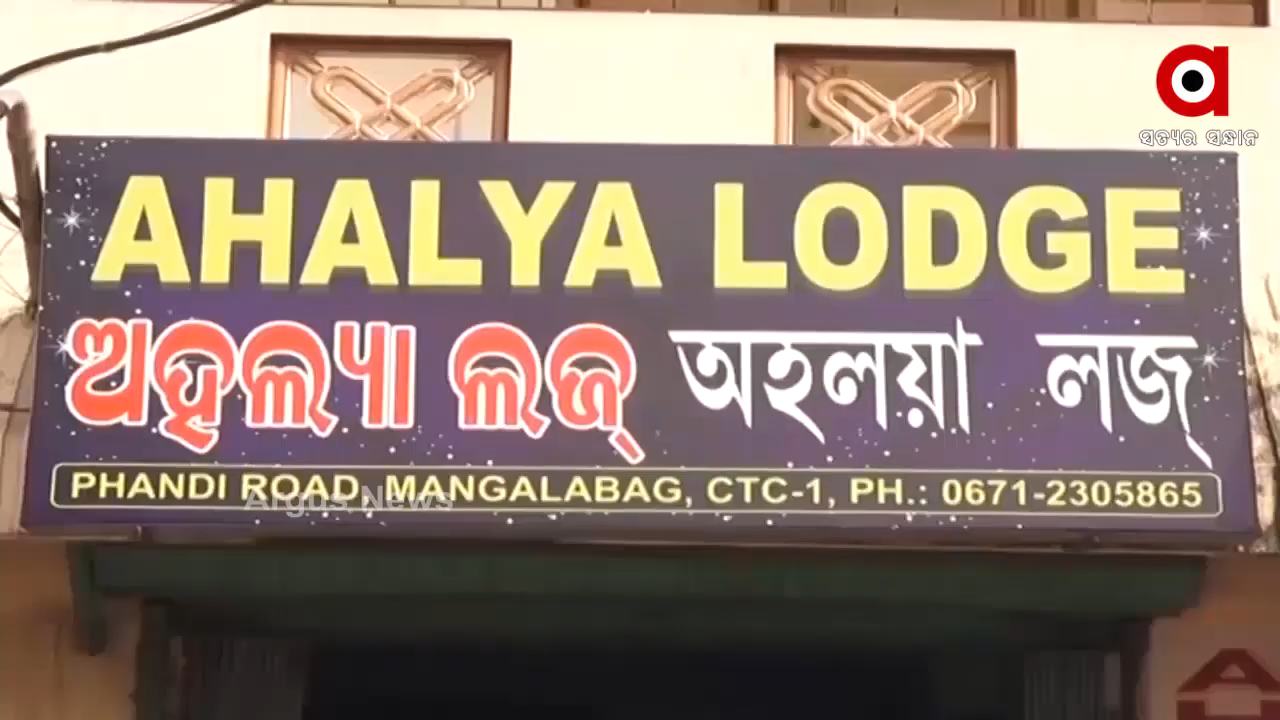 ସତ୍ୟର ସନ୍ଧାନ
AHALYA LODGE
ଅହଲ୍ୟା ଲଜ୍ অহলয়া লজ্
PHANDI ROAD, MANGALABAG, CTC-1, PH.: 0671-2305865
Argus News